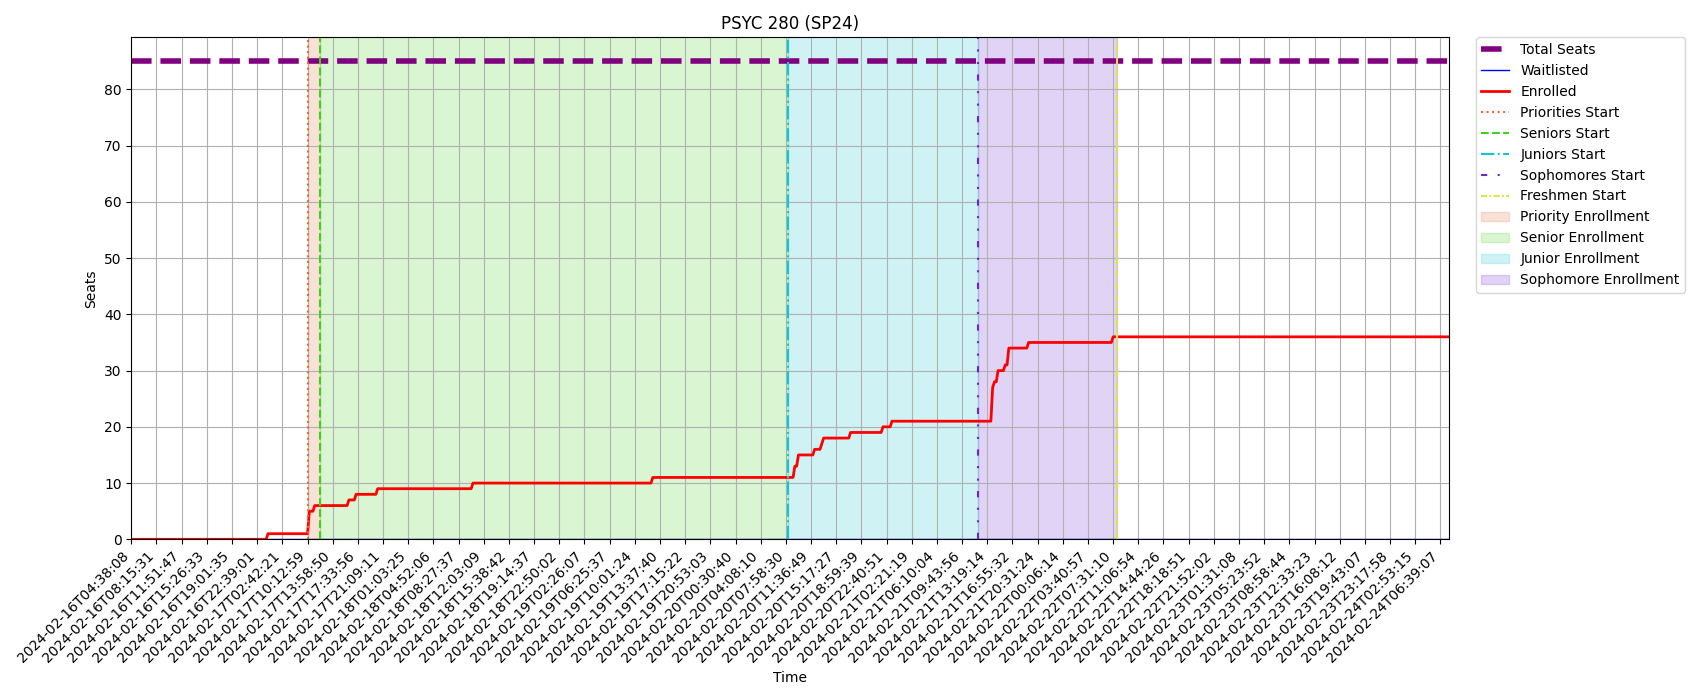 PSYC 280 (SP24)
Total Seats
Waitlisted
Enrolled
Priorities Start
Seniors Start
Juniors Start
Sophomores Start
Freshmen Start
Priority Enrollment
Senior Enrollment
Junior Enrollment
Sophomore Enrollment
Seats
80
70
60
50
40
30
20
10
0
2024-02-16T04:38:08
2024-02-16T08:15:31
2024-02-16T11:51:47
2024-02-16T15:26:33
2024-02-16T19:01:35
2024-02-16T22:39:01
2024-02-17T02:42:21
2024-02-17T10:12:59
2024-02-17T13:58:50
2024-02-17T17:33:56
2024-02-17T21:09:11
2024-02-18T01:03:25
2024-02-18T04:52:06
2024-02-18T08:27:37
2024-02-18T12:03:09
2024-02-18T15:38:42
2024-02-18T19:14:37
2024-02-18T22:50:02
2024-02-19T02:26:07
2024-02-19T06:25:37
2024-02-19T10:01:24
2024-02-19T13:37:40
2024-02-19T17:15:22
2024-02-19T20:53:03
2024-02-20T00:30:40
2024-02-20T04:08:10
2024-02-20T07:58:30
2024-02-20T11:36:49
2024-02-20T15:17:27
2024-02-20T18:59:39
2024-02-20T22:40:51
2024-02-21T02:21:19
2024-02-21T06:10:04
2024-02-21T09:43:56
2024-02-21T13:19:14
2024-02-21T16:55:32
2024-02-21T20:31:24
2024-02-22T00:06:14
2024-02-22T03:40:57
2024-02-22T07:31:10
2024-02-22T11:06:54
2024-02-22T14:44:26
2024-02-22T18:18:51
2024-02-22T21:52:02
2024-02-23T01:31:08
2024-02-23T05:23:52
2024-02-23T08:58:44
2024-02-23T12:33:23
2024-02-23T16:08:12
2024-02-23T19:43:07
2024-02-23T23:17:58
2024-02-24T02:53:15
2024-02-24T06:39:07
Time